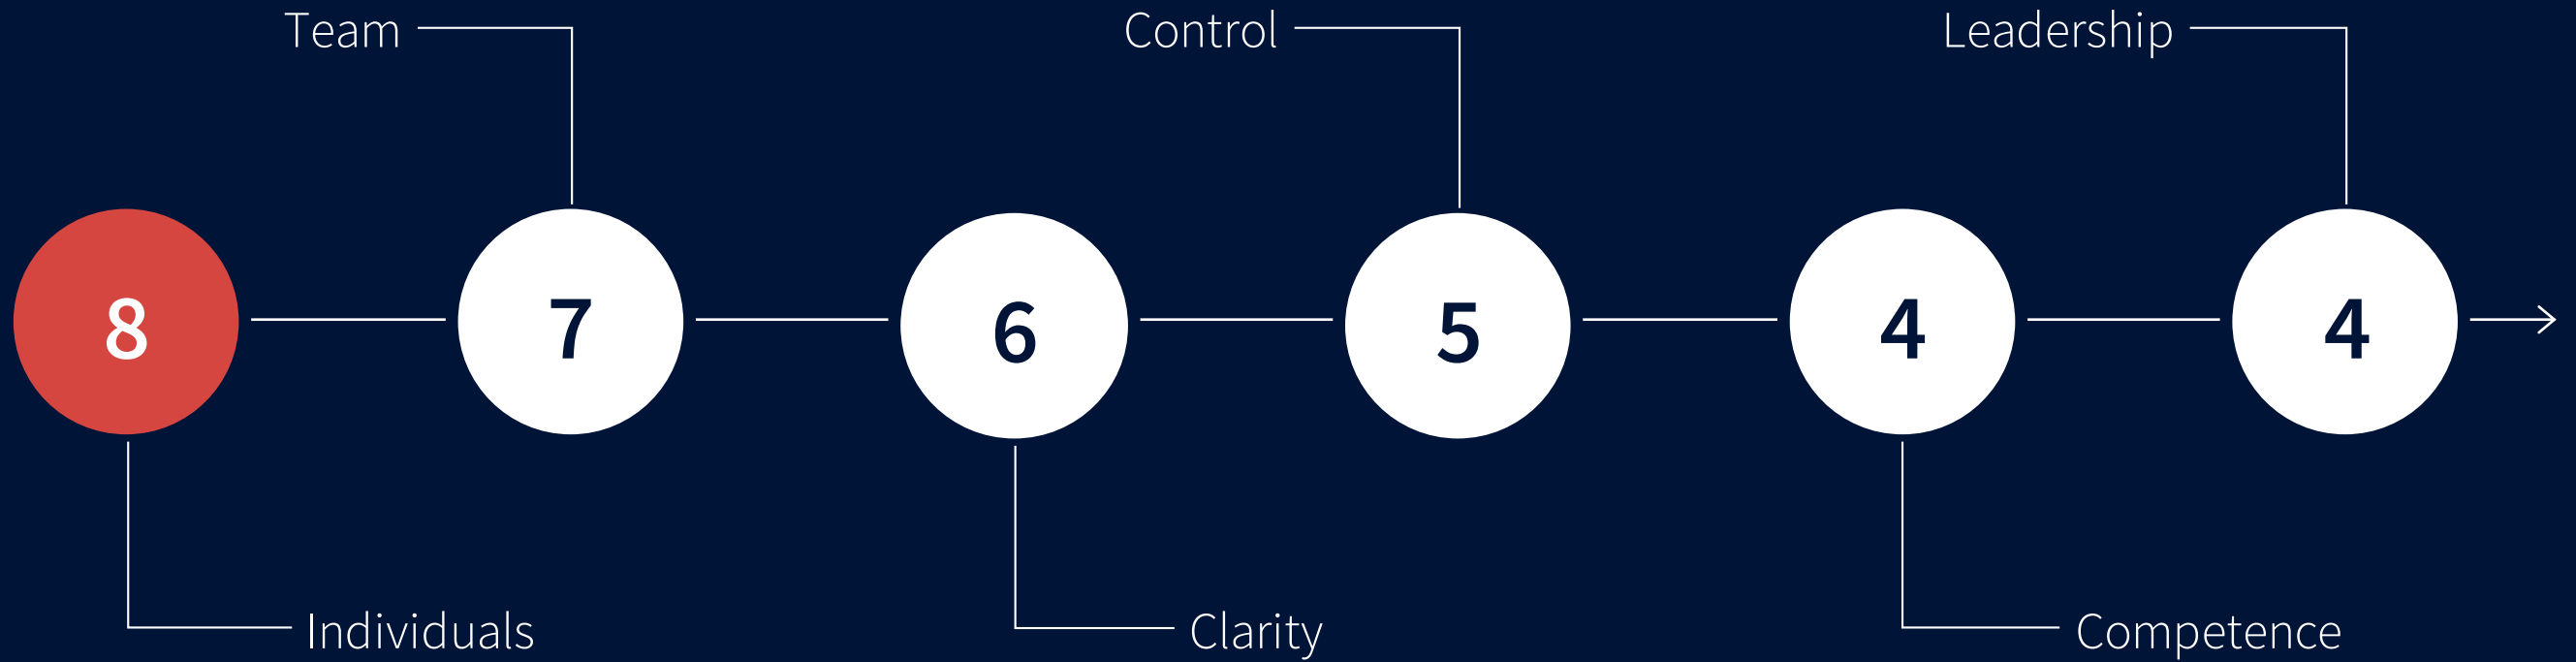 Team
Control
Leadership
8
7
6
5
4
4
Individuals
Clarity
Competence